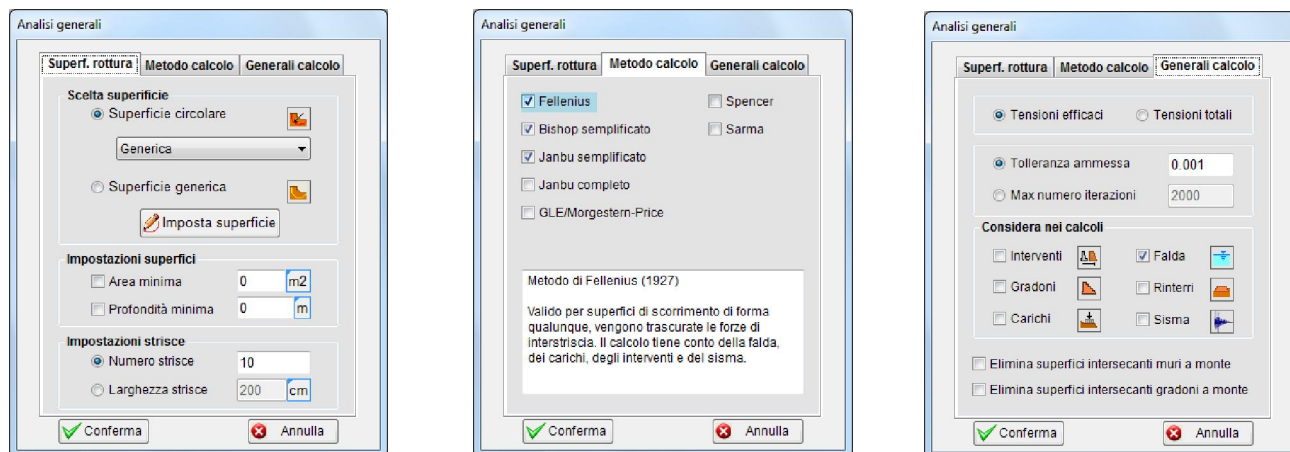 Analisi generali
Superf. rottura Metodo calcolo Generali calcolo
Scelta superificie
Superficie circolare
Generica
Superficie generica
Imposta superficie
Impostazioni superfici
Area minima 0 m2
Profondità minima 0 m
Impostazioni strisce
Numero strisce 10
Larghezza strisce 200 cm
Conferma Annulla
Analisi generali
Superf. rottura Metodo calcolo Generali calcolo
Fellenius Spencer
Bishop semplificato Sarma
Janbu semplificato
Janbu completo
GLE/Morgestern-Price
Metodo di Fellenius (1927)
Valido per superfici di scorrimento di forma
qualunque, vengono trascurate le forze di
interstriscia. Il calcolo tiene conto della falda,
dei carichi, degli interventi e del sisma.
Conferma Annulla
Analisi generali
Superf. rottura Metodo calcolo Generali calcolo
Tensioni efficaci Tensioni totali
Tolleranza ammessa 0.001
Max numero iterazioni 2000
Considera nei calcoli
Interventi Falda
Gradoni Rinterri
Carichi Sisma
Elimina superfici intersecanti muri a monte
Elimina superfici intersecanti gradoni a monte
Conferma Annulla